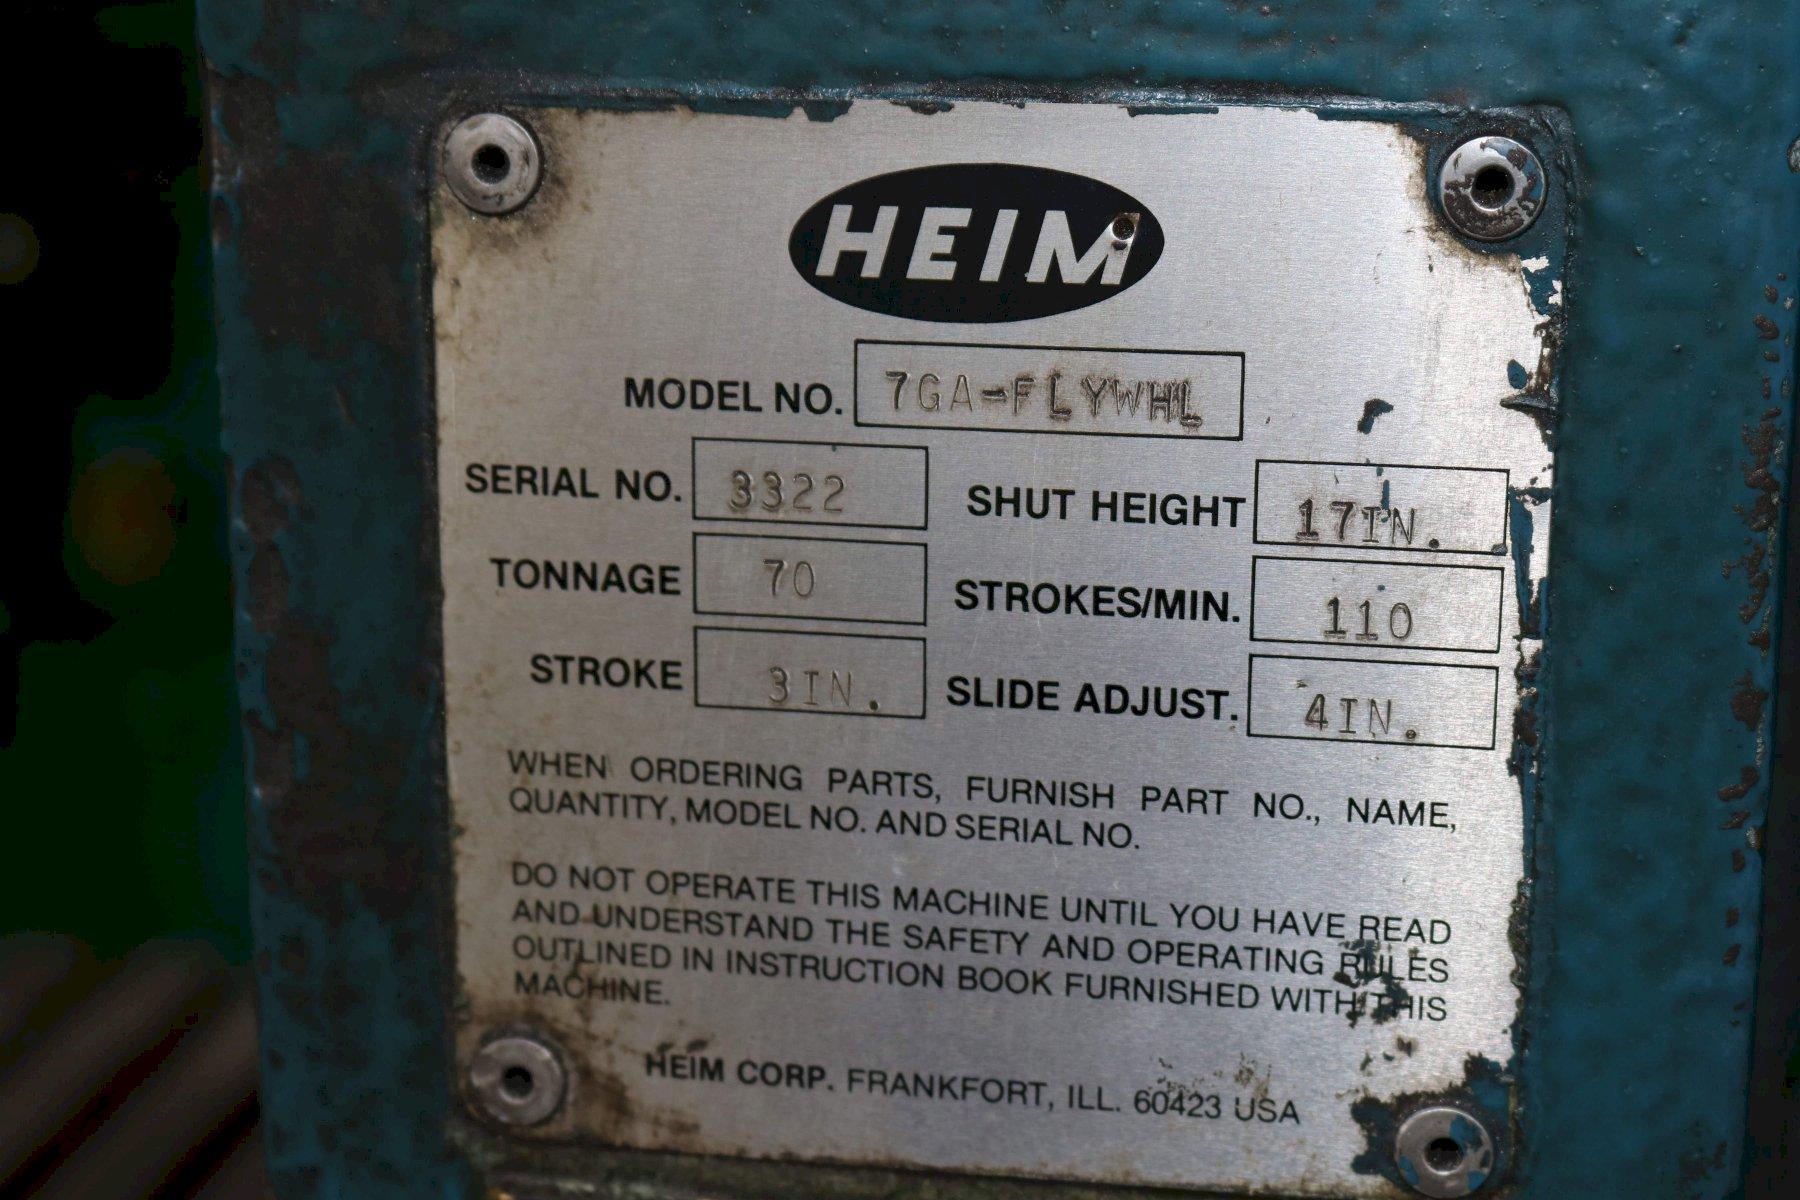 HEIM
MODEL NO. 7GA-FLYWHL
SERIAL NO. 3322 SHUT HEIGHT 17IN.
TONNAGE 70 STROKES/MIN. 110
STROKE 3IN. SLIDE ADJUST. 4IN.
WHEN ORDERING PARTS, FURNISH PART NO., NAME,
QUANTITY, MODEL NO. AND SERIAL NO.
DO NOT OPERATE THIS MACHINE UNTIL YOU HAVE READ
AND UNDERSTAND THE SAFETY AND OPERATING RULES
OUTLINED IN INSTRUCTION BOOK FURNISHED WITH THIS
MACHINE.
HEIM CORP. FRANKFORT, ILL. 60423 USA